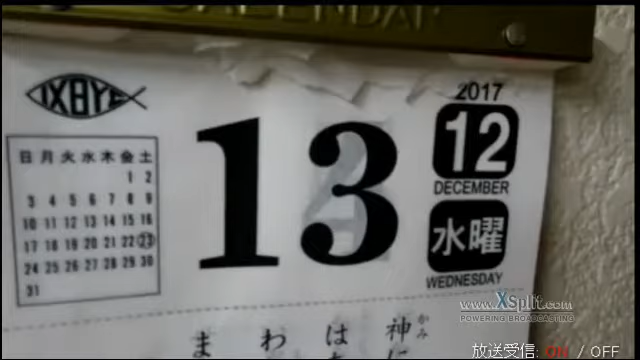 CALENDAR
ΙΧΘΥΣ
2017
12
DECEMBER
13
水曜
WEDNESDAY
日 月 火 水 木 金 土
1 2
3 4 5 6 7 8 9
10 11 12 13 14 15 16
17 18 19 20 21 22 23
24 25 26 27 28 29 30
31
神に
かみ
は
わ
ま
www.XSplit.com
POWERING BROADCASTING
放送受信: On / OFF